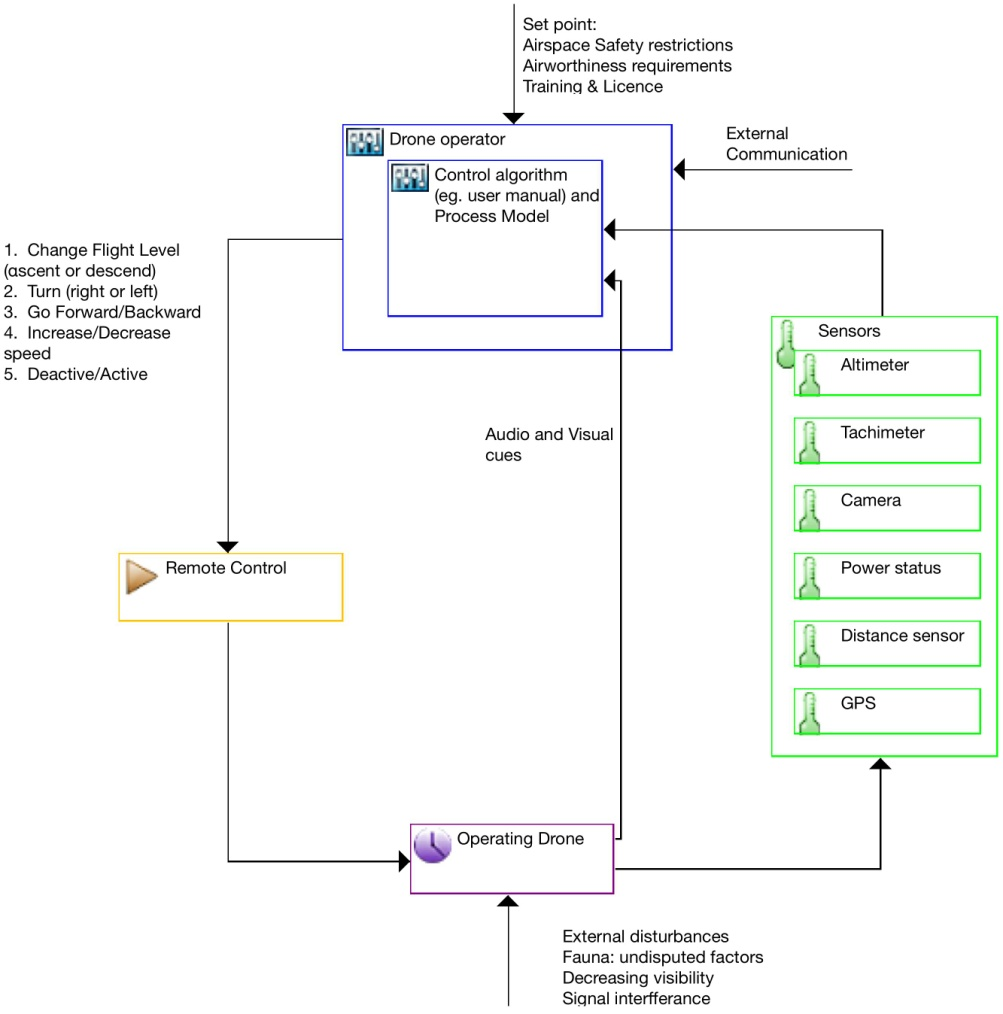 Set point:
Airspace Safety restrictions
Airworthiness requirements
Training & Licence
Drone operator
External
Communication
Control algorithm
(eg. user manual) and
Process Model
1. Change Flight Level
(ascent or descend)
2. Turn (right or left)
3. Go Forward/Backward
4. Increase/Decrease
speed
5. Deactive/Active
Sensors
Altimeter
Tachimeter
Camera
Power status
Distance sensor
GPS
Audio and Visual
cues
Remote Control
Operating Drone
External disturbances
Fauna: undisputed factors
Decreasing visibility
Signal interfferance